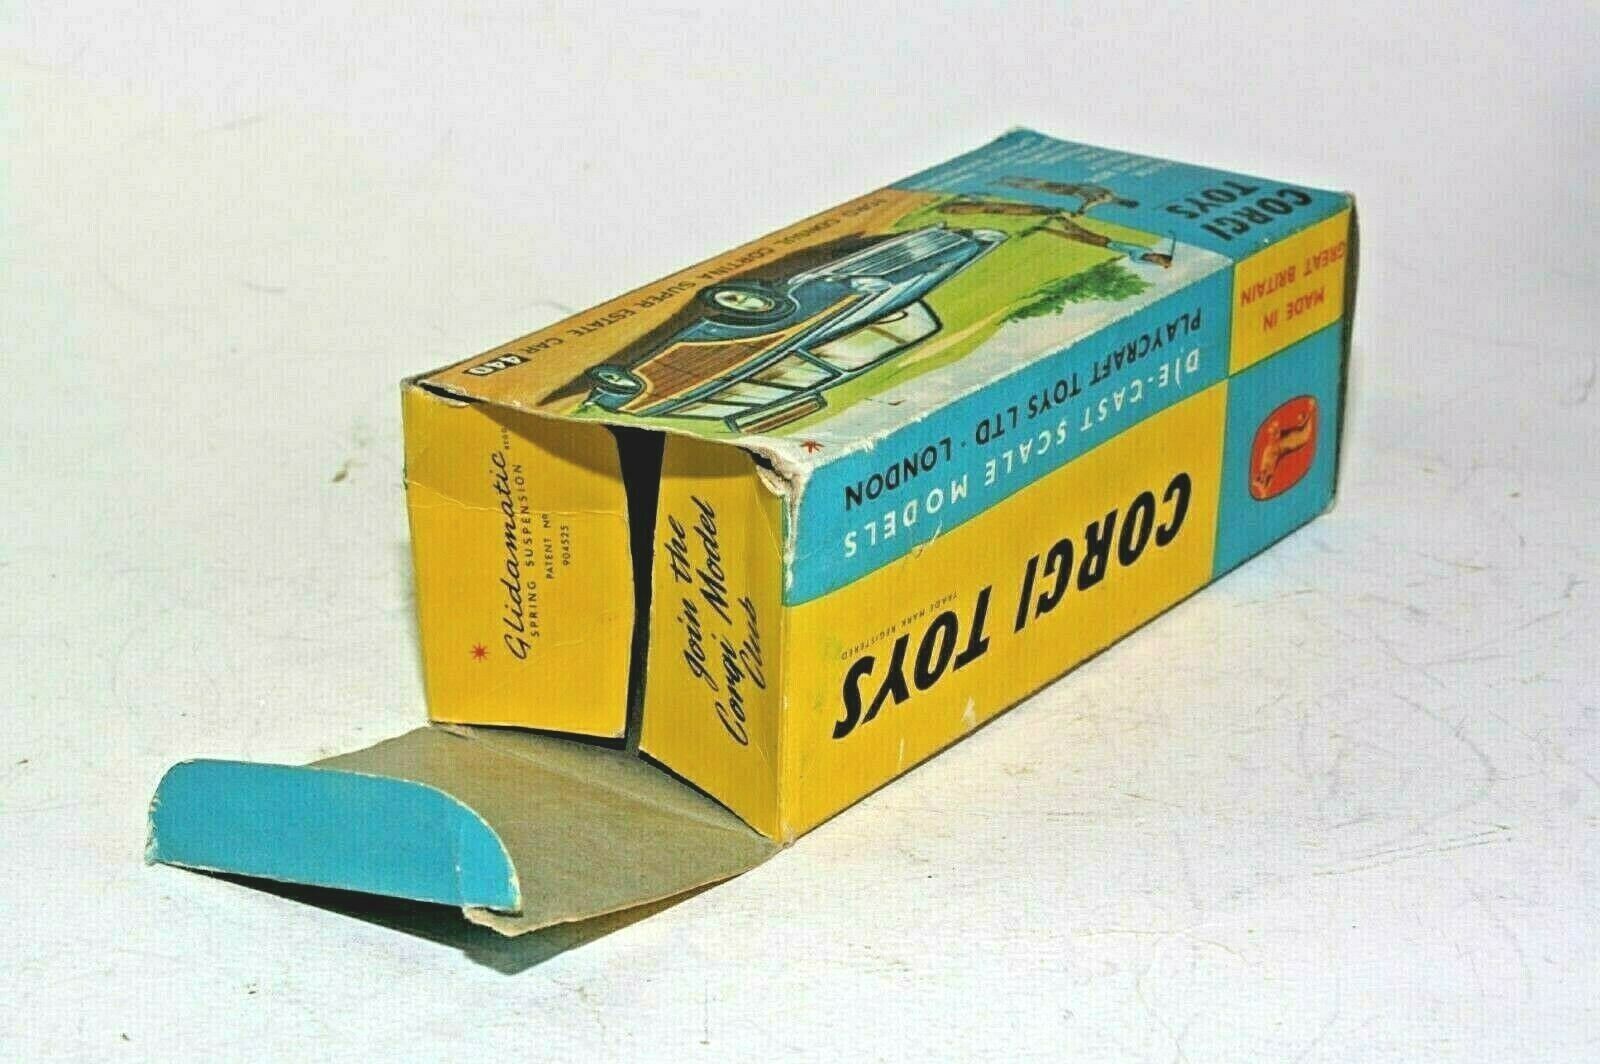 FORD CONSUL CORTINA SUPER ESTATE CAR 440
CORGI
TOYS
MADE IN
GREAT BRITAIN
DIE-CAST SCALE MODELS
PLAYCRAFT TOYS LTD · LONDON
CORGI TOYS
TRADE MARK REGISTERED
Glidamatic REGD
SPRING SUSPENSION
PATENT Nº
904525
Join the
Corgi Model
Club